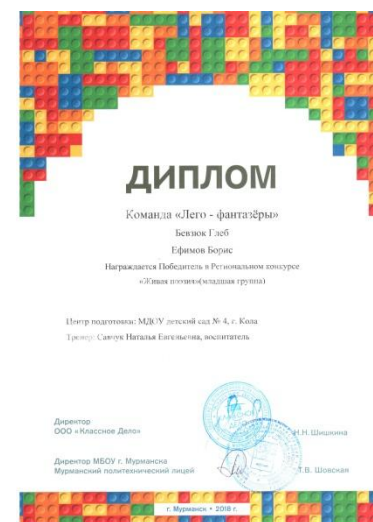 ДИПЛОМ
Команда «Лего - фантазёры»
Бевзюк Глеб
Ефимов Борис
Награждается Победитель в Региональном конкурсе
(младшая группа)
Центр подготовки: МДОУ детский сад № 4, г. Кола
Тренер: Савчук Наталья Евгеньевна, воспитатель
Директор
ООО «Классное Дело»
Н.Н. Шишкина
Директор МБОУ г. Мурманска
Мурманский политехнический лицей
Т.В. Шовская
г. Мурманск • 2018 г.